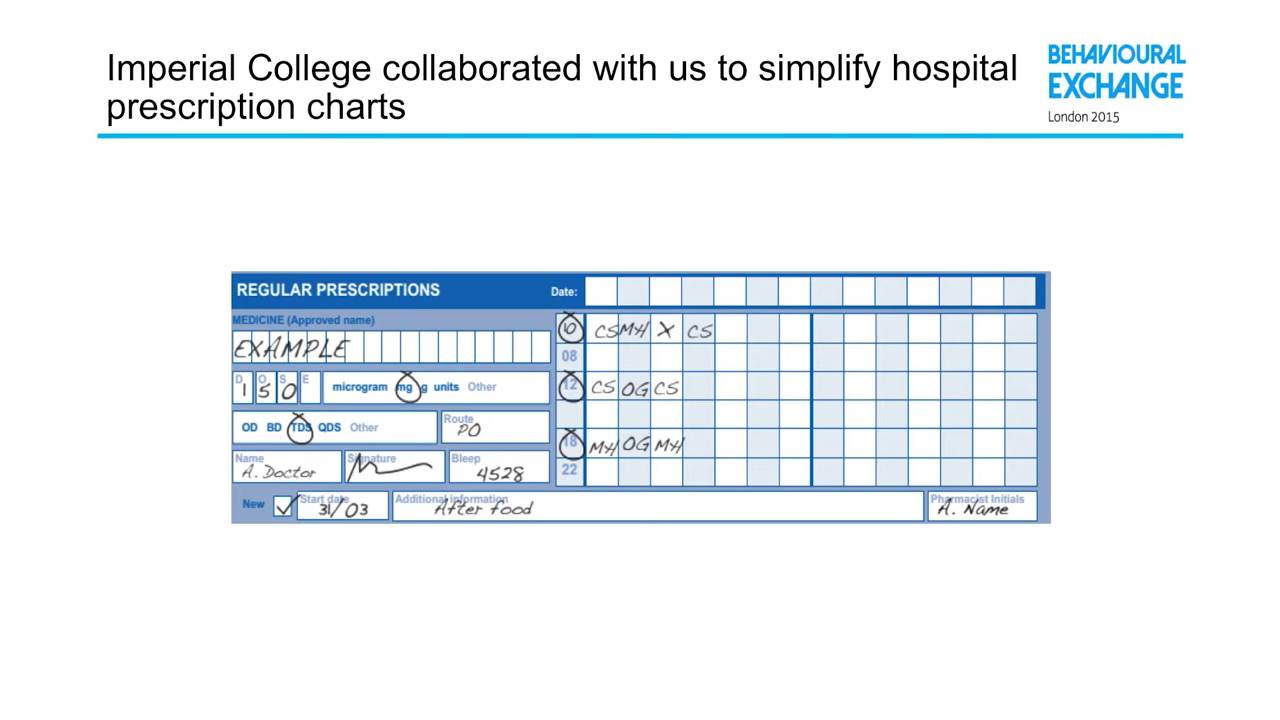 Imperial College collaborated with us to simplify hospital
prescription charts
BEHAVIOURAL
EXCHANGE
London 2015
REGULAR PRESCRIPTIONS Date:
MEDICINE (Approved name)
EXAMPLE
10 CS MH X CS
08
D O S E
1 5 0
microgram mg g units Other
12 CS OG CS
OD BD TDS QDS Other
Route
PO
18 MH OG MH
22
Name
A. Doctor
Signature
Bleep
4528
New ✓
Start date
31/03
Additional information
After food
Pharmacist Initials
A. Name